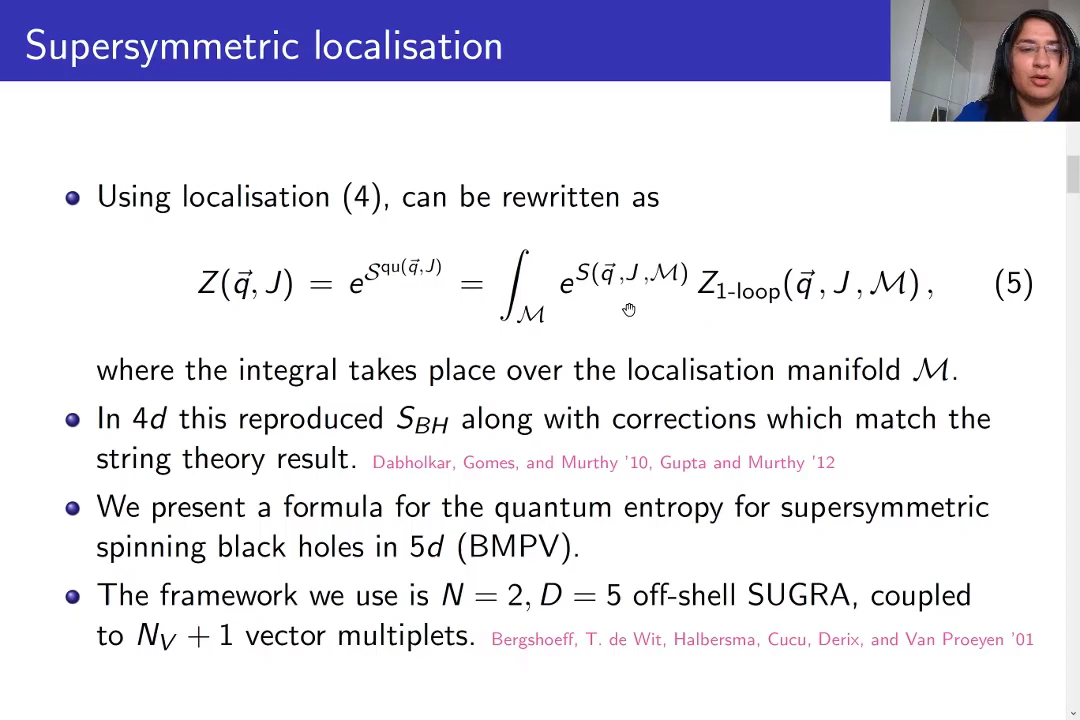 Supersymmetric localisation
Using localisation (4), can be rewritten as
Z(q⃗, J) = e^{𝒮^{qu}(q⃗,J)} = ∫_ℳ e^{S(q⃗,J,ℳ)} Z_{1-loop}(q⃗, J, ℳ), (5)
where the integral takes place over the localisation manifold ℳ.
In 4d this reproduced S_{BH} along with corrections which match the
string theory result. Dabholkar, Gomes, and Murthy '10, Gupta and Murthy '12
We present a formula for the quantum entropy for supersymmetric
spinning black holes in 5d (BMPV).
The framework we use is N = 2, D = 5 off-shell SUGRA, coupled
to N_V + 1 vector multiplets. Bergshoeff, T. de Wit, Halbersma, Cucu, Derix, and Van Proeyen '01